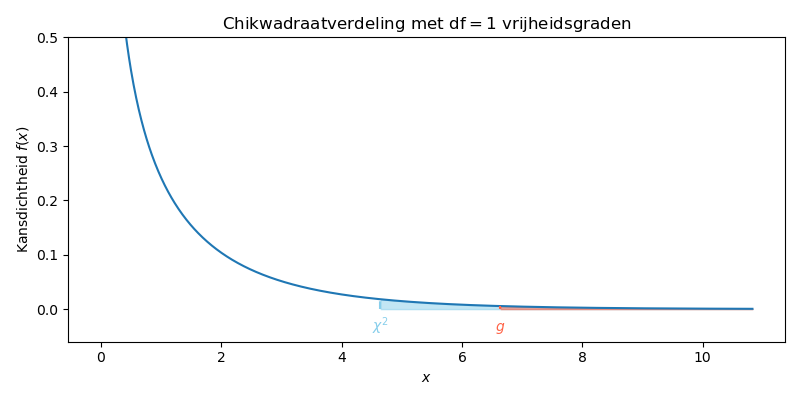 Chikwadraatverdeling met df = 1 vrijheidsgraden
Kansdichtheid f(x)
0.5
0.4
0.3
0.2
0.1
0.0
χ²
g
0 2 4 6 8 10
x